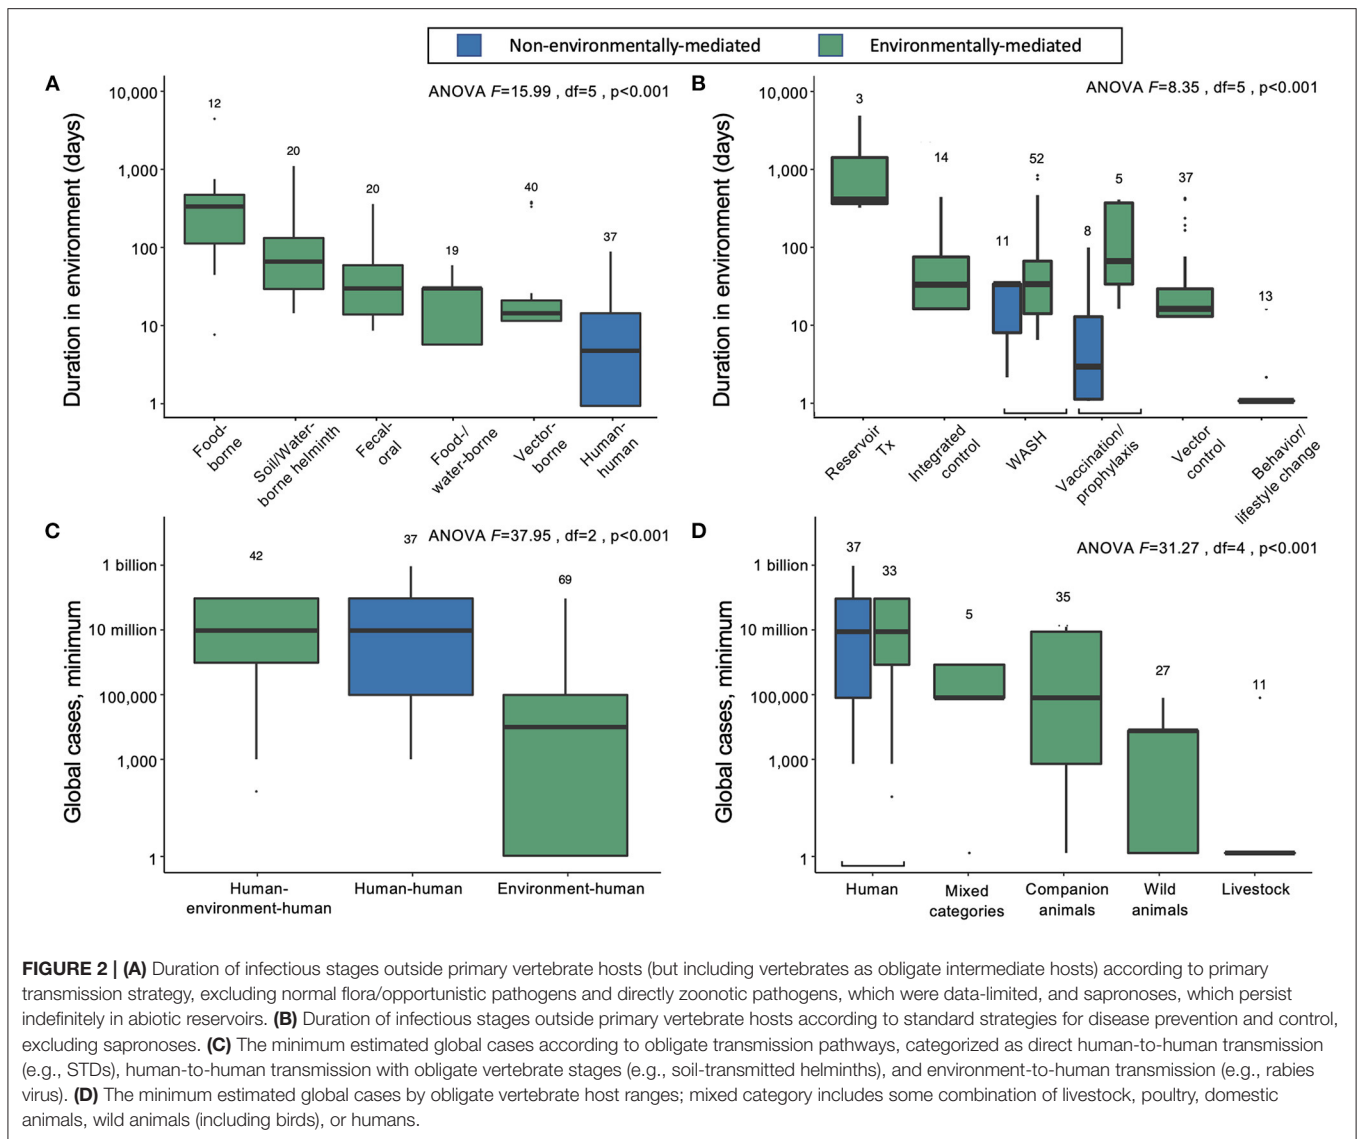 Non-environmentally-mediated Environmentally-mediated
A
ANOVA F=15.99 , df=5 , p<0.001
Duration in environment (days)
10,000
1,000
100
10
1
12
20
20
19
40
37
Food-
borne
Soil/Water-
borne helminth
Fecal-
oral
Food-/
water-borne
Vector-
borne
Human-
human
B
ANOVA F=8.35 , df=5 , p<0.001
Duration in environment (days)
10,000
1,000
100
10
1
3
14
11
52
8
5
37
13
Reservoir
Tx
Integrated
control
WASH
Vaccination/
prophylaxis
Vector
control
Behavior/
lifestyle change
C
ANOVA F=37.95 , df=2 , p<0.001
Global cases, minimum
1 billion
10 million
100,000
1,000
1
42
37
69
Human-
environment-human
Human-human
Environment-human
D
ANOVA F=31.27 , df=4 , p<0.001
Global cases, minimum
1 billion
10 million
100,000
1,000
1
37
33
5
35
27
11
Human
Mixed
categories
Companion
animals
Wild
animals
Livestock
FIGURE 2 | (A) Duration of infectious stages outside primary vertebrate hosts (but including vertebrates as obligate intermediate hosts) according to primary
transmission strategy, excluding normal flora/opportunistic pathogens and directly zoonotic pathogens, which were data-limited, and sapronoses, which persist
indefinitely in abiotic reservoirs. (B) Duration of infectious stages outside primary vertebrate hosts according to standard strategies for disease prevention and control,
excluding sapronoses. (C) The minimum estimated global cases according to obligate transmission pathways, categorized as direct human-to-human transmission
(e.g., STDs), human-to-human transmission with obligate vertebrate stages (e.g., soil-transmitted helminths), and environment-to-human transmission (e.g., rabies
virus). (D) The minimum estimated global cases by obligate vertebrate host ranges; mixed category includes some combination of livestock, poultry, domestic
animals, wild animals (including birds), or humans.